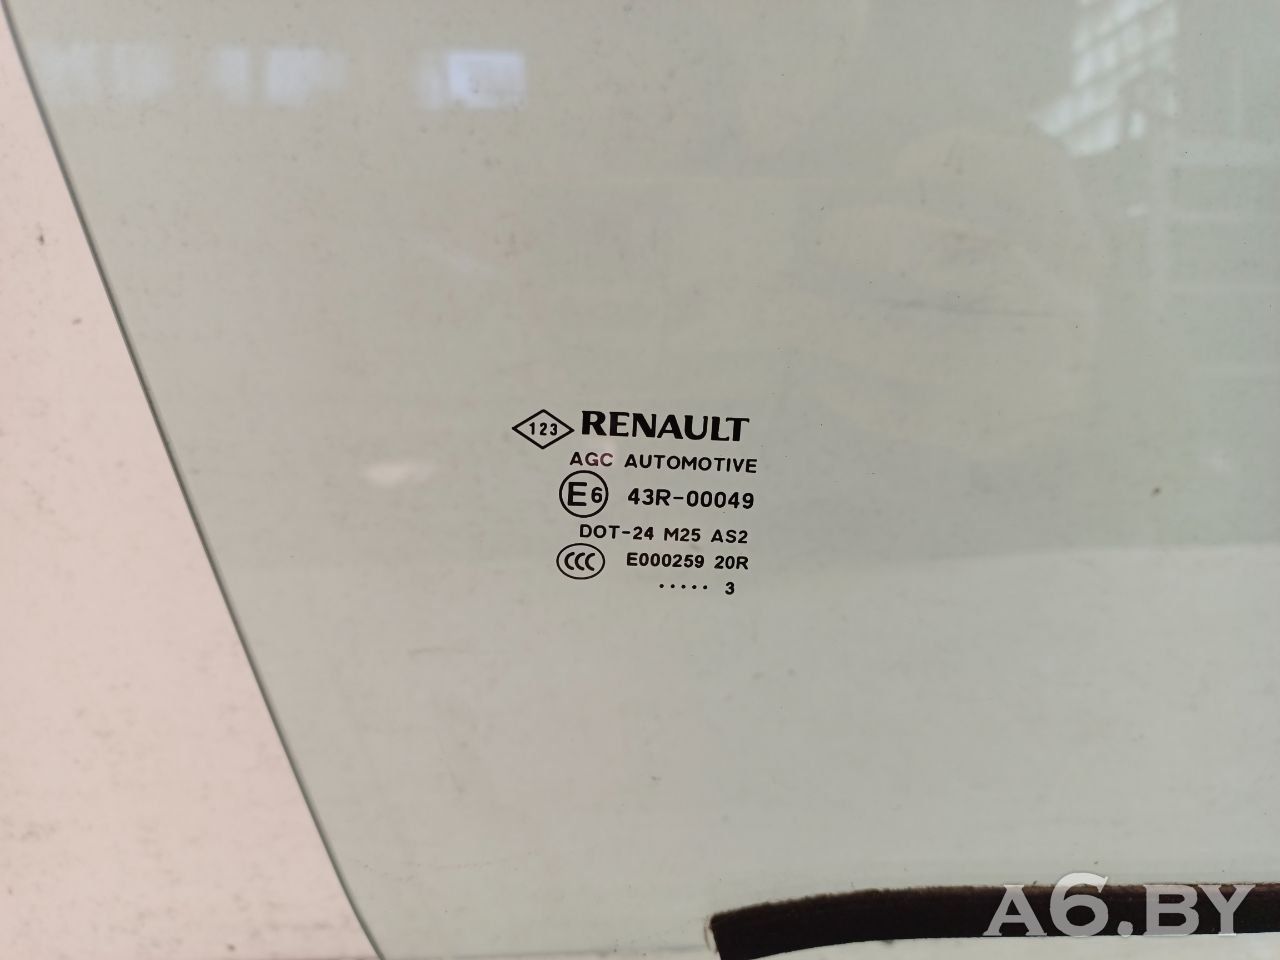 123 RENAULT
AGC AUTOMOTIVE
E6 43R-00049
DOT-24 M25 AS2
CCC E000259 20R
..... 3
A6.BY